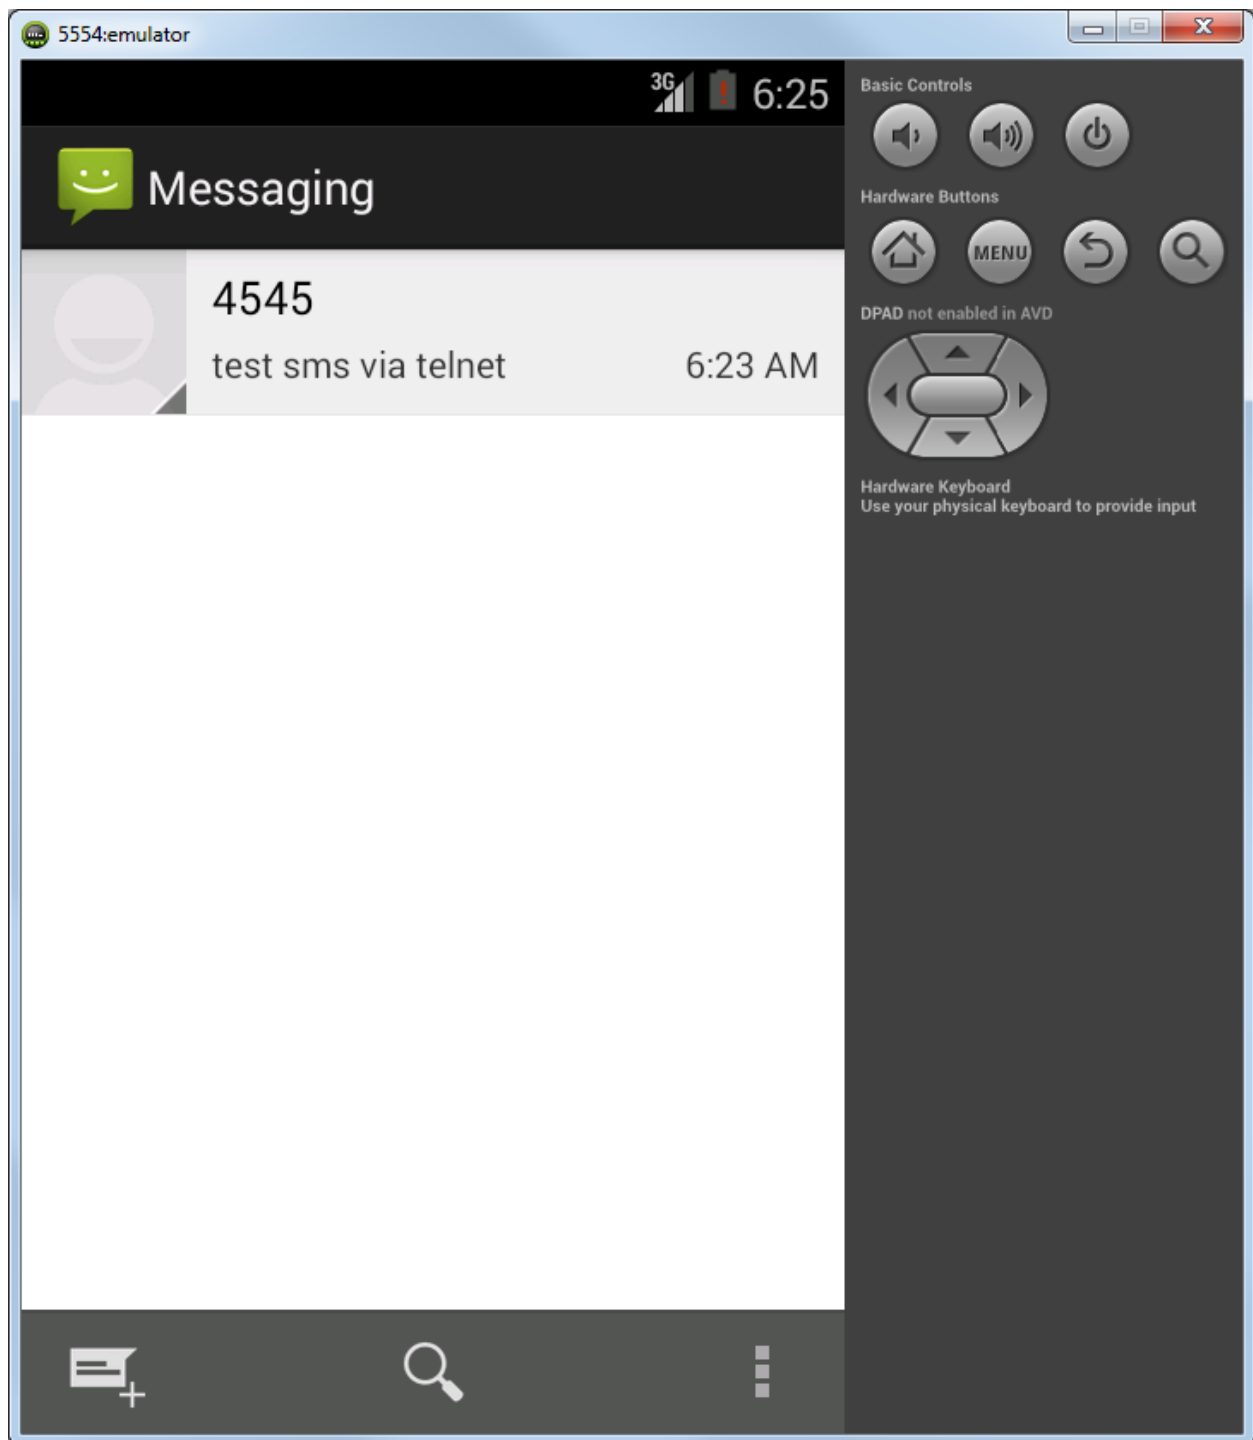 5554:emulator
3G 6:25
Messaging
4545
test sms via telnet 6:23 AM
Basic Controls
Hardware Buttons
MENU
DPAD not enabled in AVD
Hardware Keyboard
Use your physical keyboard to provide input